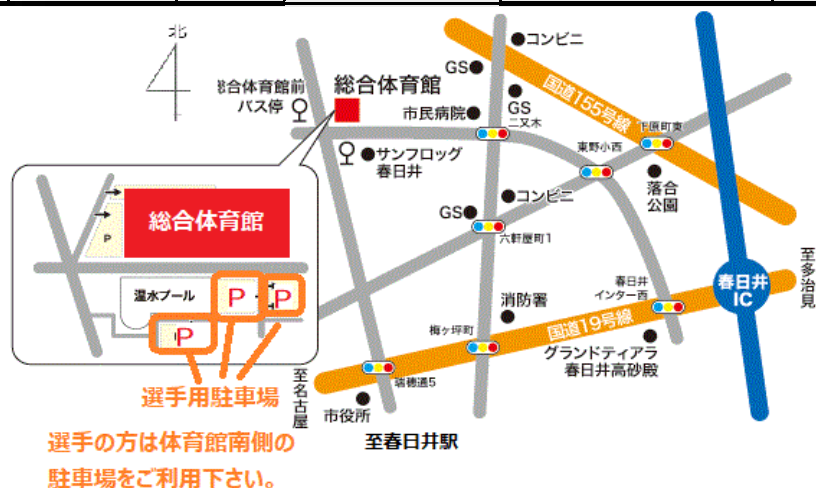 北
コンビニ
GS
国道155号線
総合体育館前
バス停
総合体育館
市民病院
GS
二又木
下原町東
東野小西
サンフロッグ
春日井
落合
公園
コンビニ
GS
六軒屋町1
総合体育館
P
温水プール
P
P
P
春日井
インター西
春日井
IC
至多治見
消防署
国道19号線
梅ヶ坪町
グランドティアラ
春日井高砂殿
瑞穂通5
至名古屋
市役所
至春日井駅
選手用駐車場
選手の方は体育館南側の
駐車場をご利用下さい。